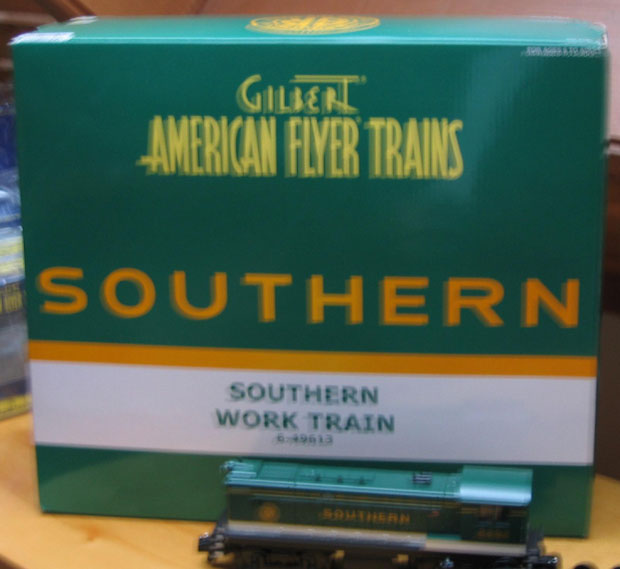 GILBERT
AMERICAN FLYER TRAINS
SOUTHERN
SOUTHERN
WORK TRAIN
6-49613
SOUTHERN